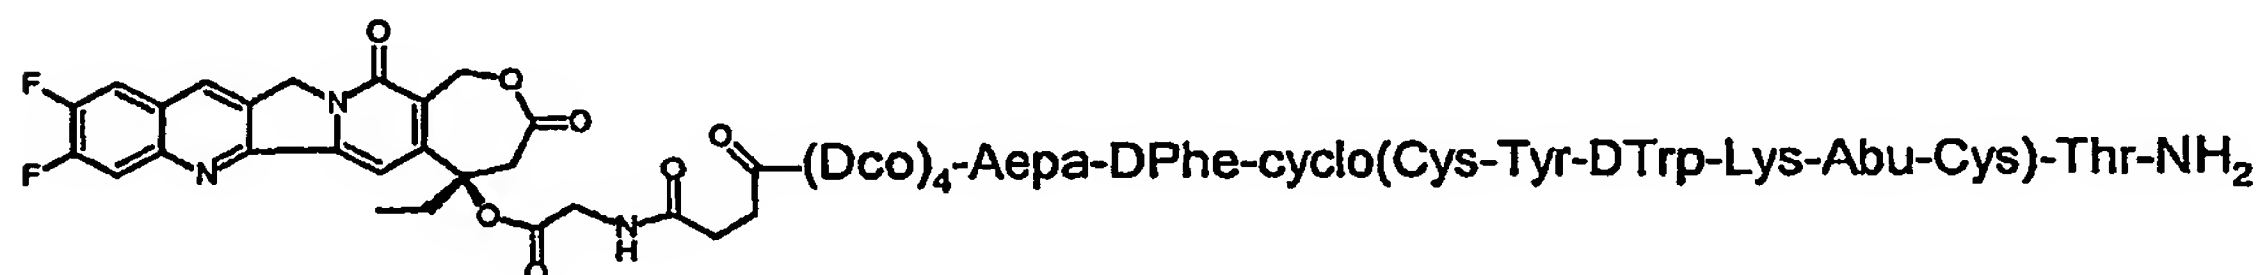 O
F
O
N
O
O
(Dco)₄-Aepa-DPhe-cyclo(Cys-Tyr-DTrp-Lys-Abu-Cys)-Thr-NH₂
O
F
N
O
N
H
O